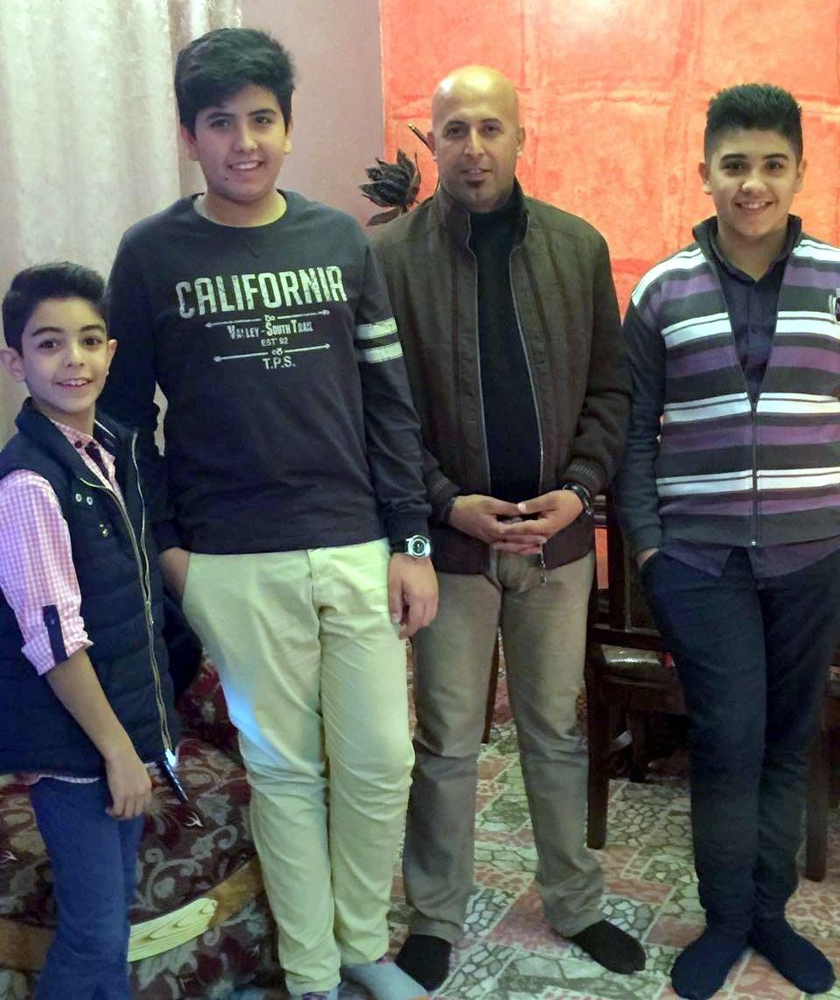 CALIFORNIA
VALLEY - SOUTH TRAIL
EST' 92
T.P.S.